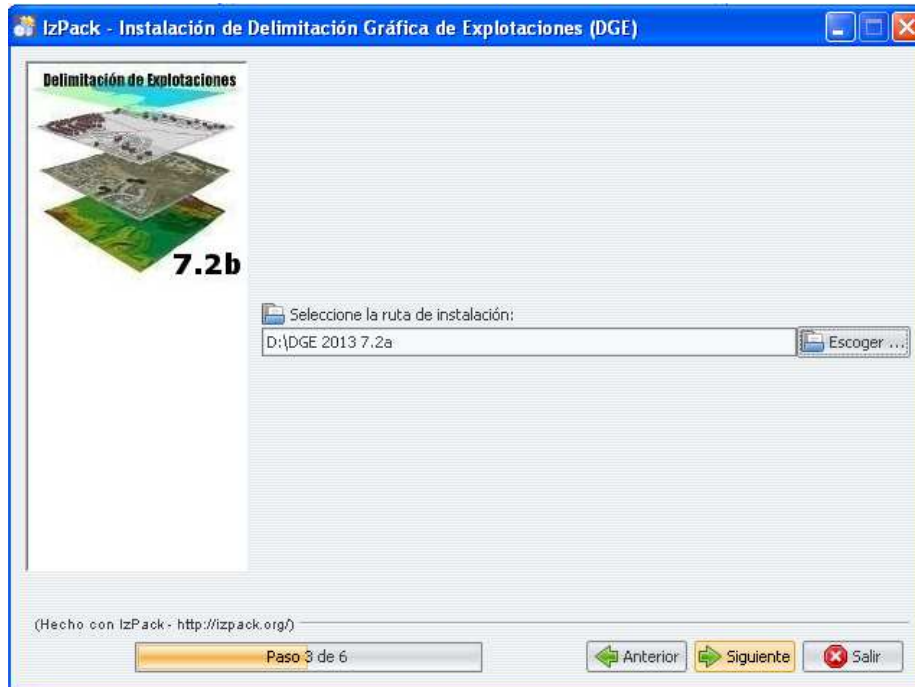 IzPack - Instalación de Delimitación Gráfica de Explotaciones (DGE)
Delimitación de Explotaciones
7.2b
Seleccione la ruta de instalación:
D:\DGE 2013 7.2a
Escoger ...
(Hecho con IzPack - http://izpack.org/)
Paso 3 de 6
Anterior
Siguiente
Salir